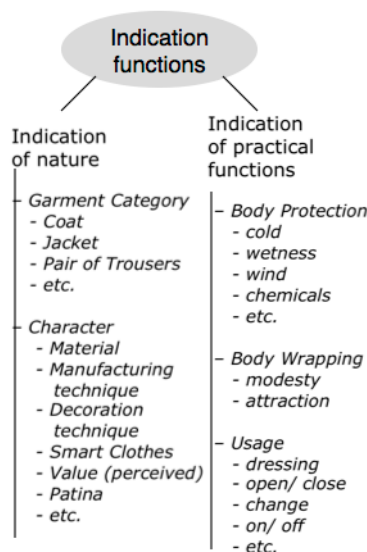 Indication
functions
Indication
of nature
– Garment Category
- Coat
- Jacket
- Pair of Trousers
- etc.
– Character
- Material
- Manufacturing
technique
- Decoration
technique
- Smart Clothes
- Value (perceived)
- Patina
- etc.
Indication
of practical
functions
– Body Protection
- cold
- wetness
- wind
- chemicals
- etc.
– Body Wrapping
- modesty
- attraction
– Usage
- dressing
- open/ close
- change
- on/ off
- etc.